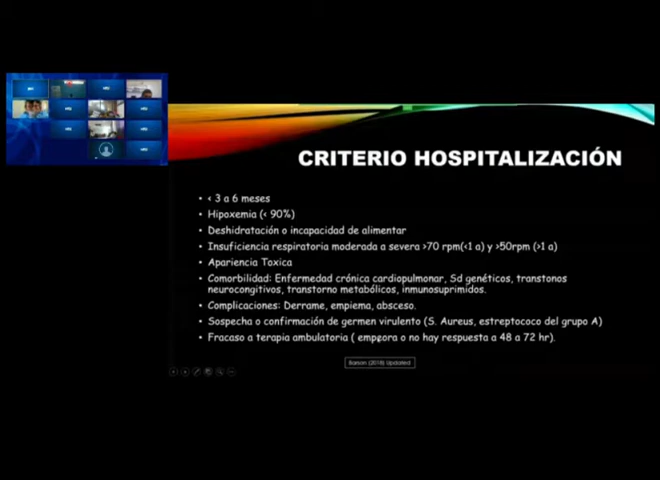 CRITERIO HOSPITALIZACIÓN
• < 3 a 6 meses
• Hipoxemia (< 90%)
• Deshidratación o incapacidad de alimentar
• Insuficiencia respiratoria moderada a severa >70 rpm(<1 a) y >50rpm (>1 a)
• Apariencia Toxica
• Comorbilidad: Enfermedad crónica cardiopulmonar, Sd genéticos, transtonos
neurocongitivos, transtorno metabólicos, inmunosuprimidos.
• Complicaciones: Derrame, empiema, absceso.
• Sospecha o confirmación de germen virulento (S. Aureus, estreptococo del grupo A)
• Fracaso a terapia ambulatoria ( empeora o no hay respuesta a 48 a 72 hr).
Barson (2018) Updated